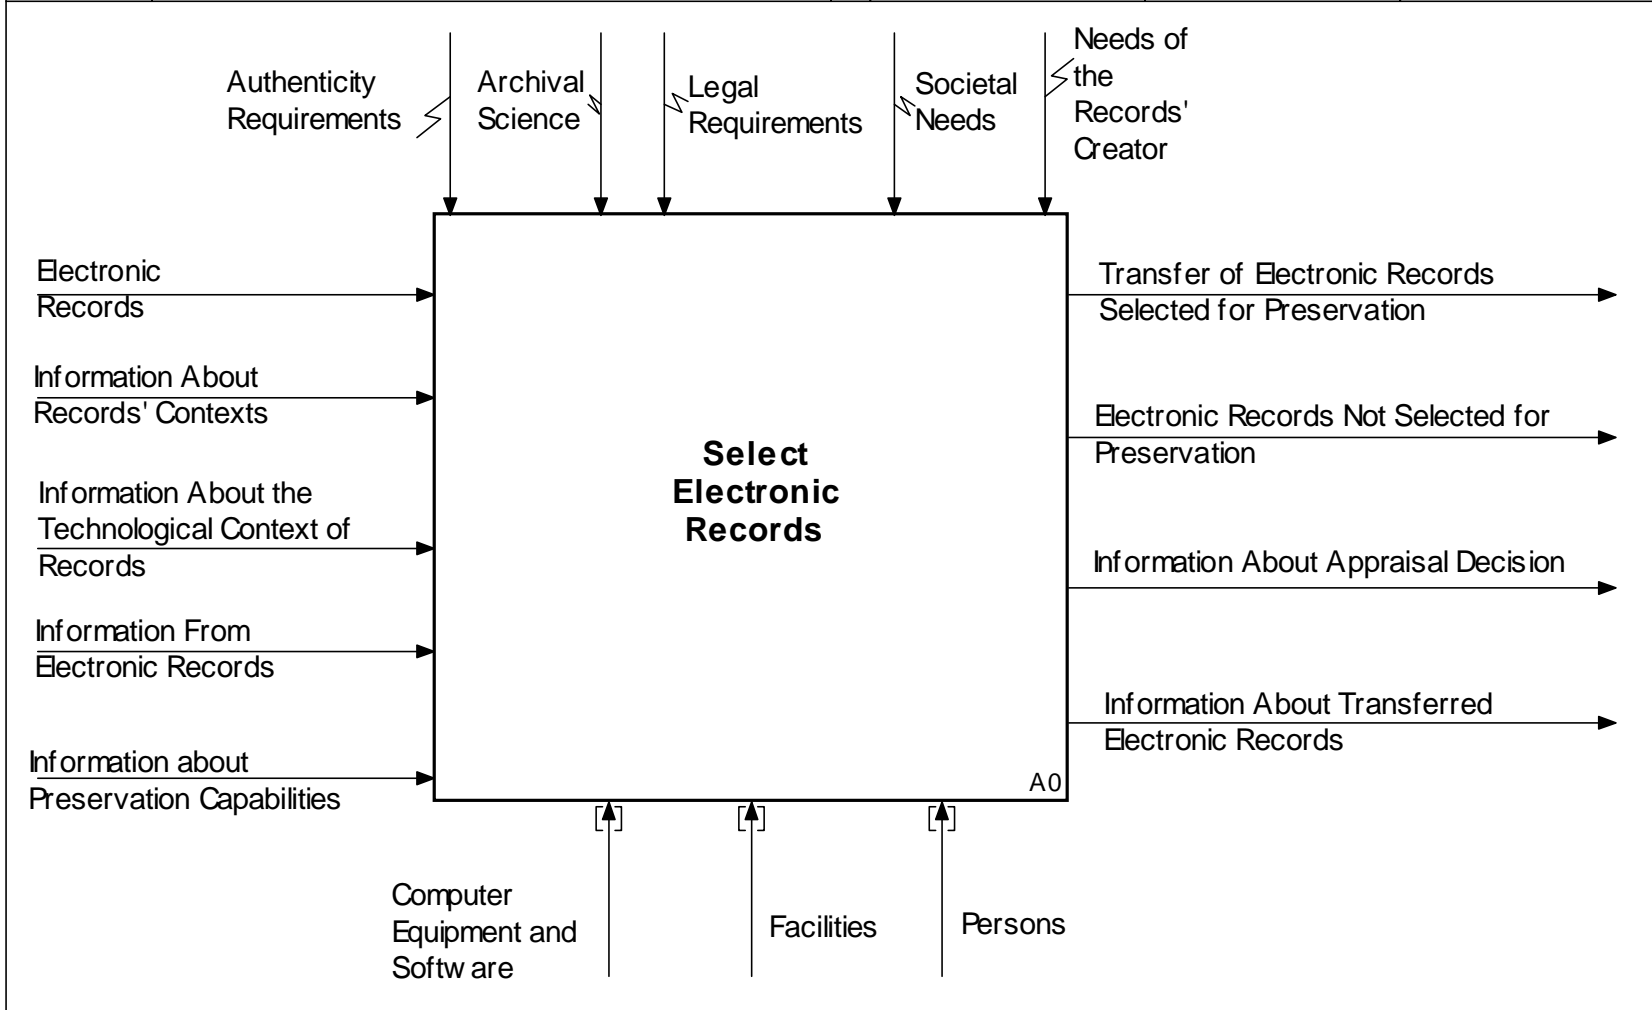 Authenticity
Requirements
Archival
Science
Legal
Requirements
Societal
Needs
Needs of
the
Records'
Creator
Electronic
Records
Information About
Records' Contexts
Information About the
Technological Context of
Records
Information From
Electronic Records
Information about
Preservation Capabilities
Select
Electronic
Records
A0
Transfer of Electronic Records
Selected for Preservation
Electronic Records Not Selected for
Preservation
Information About Appraisal Decision
Information About Transferred
Electronic Records
Computer
Equipment and
Software
Facilities
Persons